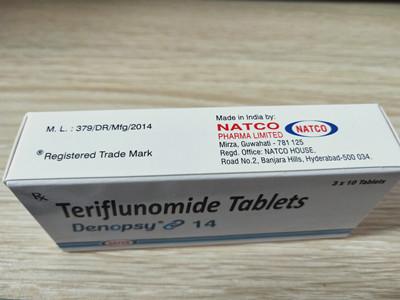 M. L. : 379/DR/Mfg/2014
® Registered Trade Mark
Made in India by:
NATCO
PHARMA LIMITED
NATCO
Mirza, Guwahati - 781 125
Regd. Office: NATCO HOUSE,
Road No.2, Banjara Hills, Hyderabad-500 034.
Rx
3 x 10 Tablets
Teriflunomide Tablets
Denopsy® 14
NATCO